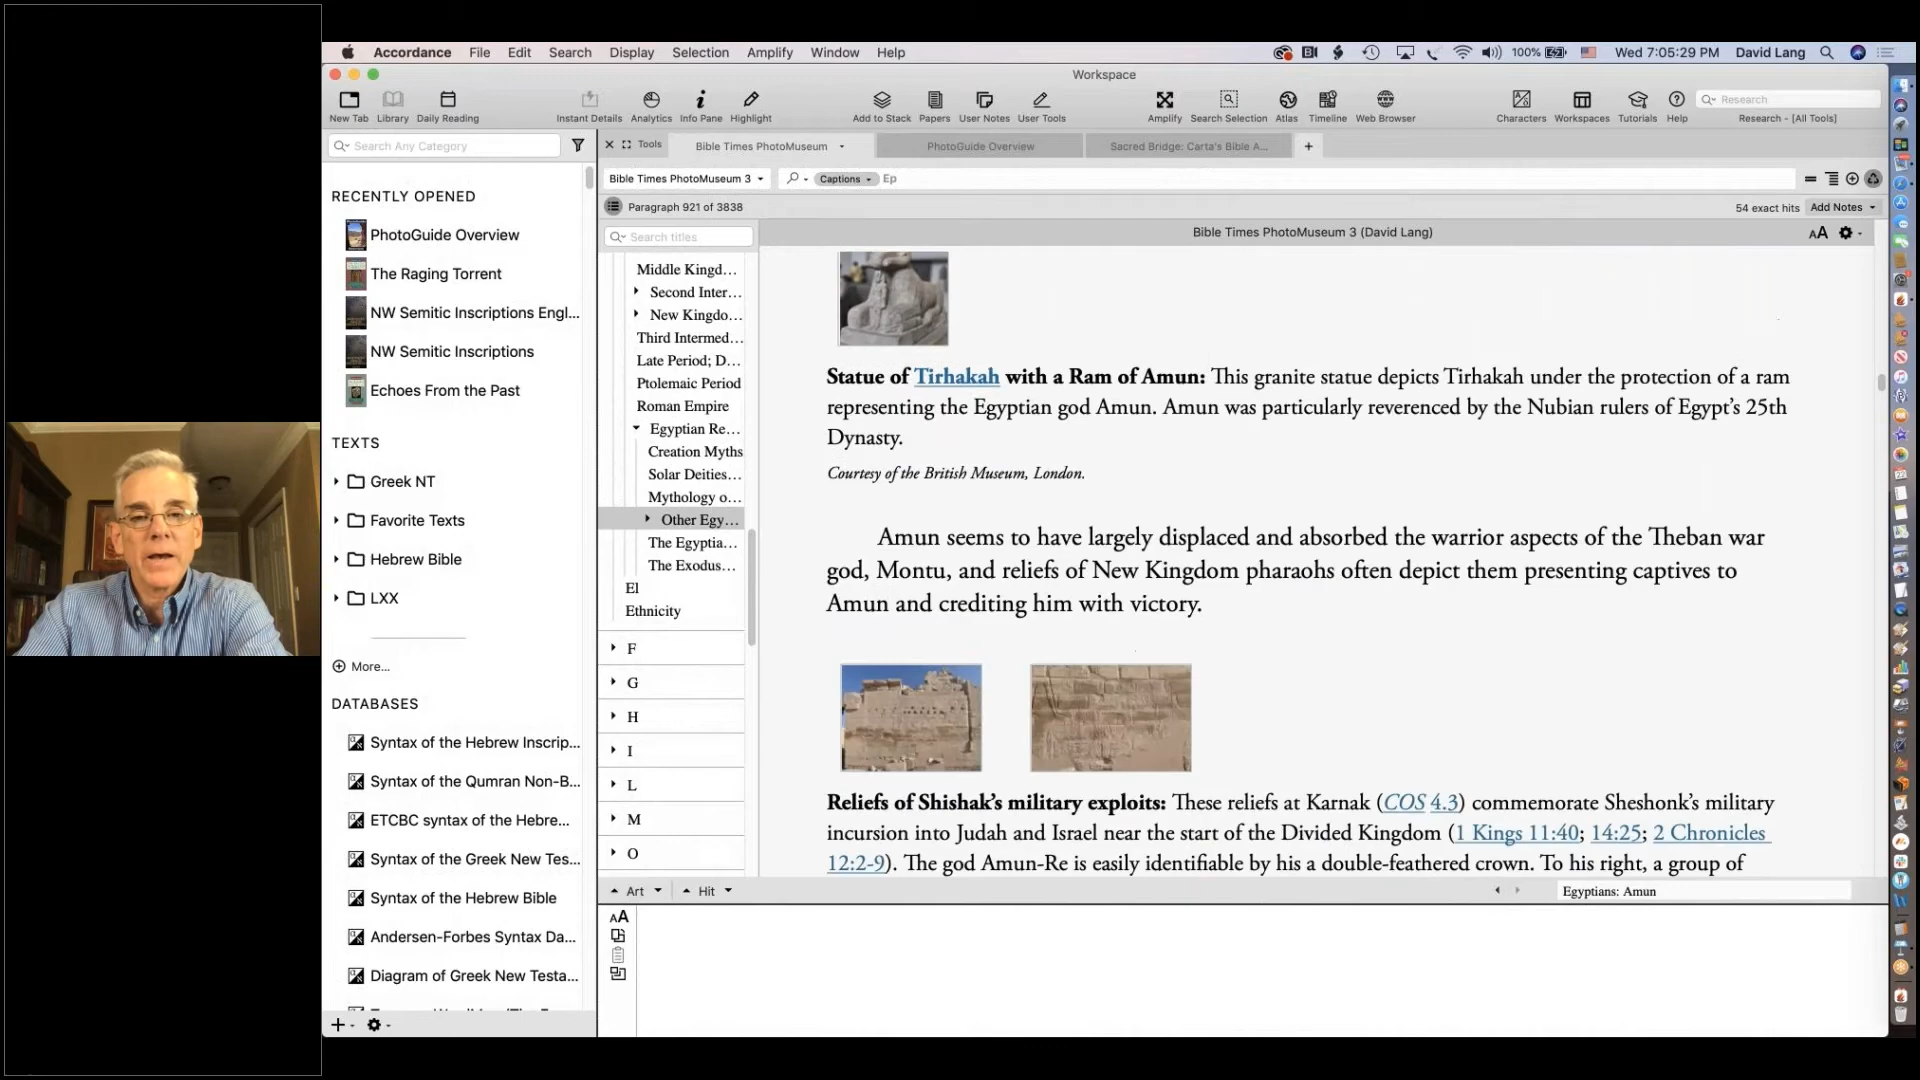 Accordance File Edit Search Display Selection Amplify Window Help
100% Wed 7:05:29 PM David Lang
Workspace
New Tab Library Daily Reading Instant Details Analytics Info Pane Highlight Add to Stack Papers User Notes User Tools Amplify Search Selection Atlas Timeline Web Browser Characters Workspaces Tutorials Help Research
Research - [All Tools]
Search Any Category
RECENTLY OPENED
PhotoGuide Overview
The Raging Torrent
NW Semitic Inscriptions Engl...
NW Semitic Inscriptions
Echoes From the Past
TEXTS
Greek NT
Favorite Texts
Hebrew Bible
LXX
More...
DATABASES
Syntax of the Hebrew Inscrip...
Syntax of the Qumran Non-B...
ETCBC syntax of the Hebre...
Syntax of the Greek New Tes...
Syntax of the Hebrew Bible
Andersen-Forbes Syntax Da...
Diagram of Greek New Testa...
Tools Bible Times PhotoMuseum PhotoGuide Overview Sacred Bridge: Carta's Bible A...
Bible Times PhotoMuseum 3 Captions Ep
Paragraph 921 of 3838 54 exact hits Add Notes
Search titles
Middle Kingd...
Second Inter...
New Kingdo...
Third Intermed...
Late Period; D...
Ptolemaic Period
Roman Empire
Egyptian Re...
Creation Myths
Solar Deities...
Mythology o...
Other Egy...
The Egyptia...
The Exodus...
El
Ethnicity
F
G
H
I
L
M
O
Bible Times PhotoMuseum 3 (David Lang) AA
Statue of Tirhakah with a Ram of Amun: This granite statue depicts Tirhakah under the protection of a ram
representing the Egyptian god Amun. Amun was particularly reverenced by the Nubian rulers of Egypt’s 25th
Dynasty.
Courtesy of the British Museum, London.
Amun seems to have largely displaced and absorbed the warrior aspects of the Theban war
god, Montu, and reliefs of New Kingdom pharaohs often depict them presenting captives to
Amun and crediting him with victory.
Reliefs of Shishak’s military exploits: These reliefs at Karnak (COS 4.3) commemorate Sheshonk’s military
incursion into Judah and Israel near the start of the Divided Kingdom (1 Kings 11:40; 14:25; 2 Chronicles
12:2-9). The god Amun-Re is easily identifiable by his a double-feathered crown. To his right, a group of
Art Hit Egyptians: Amun
AA